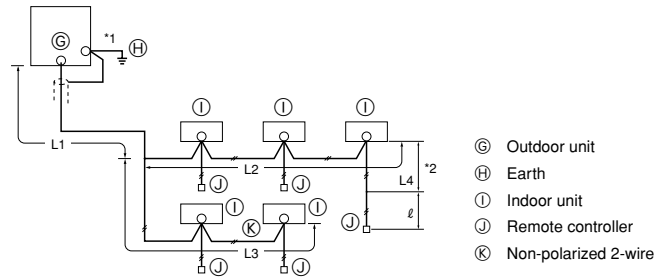 Ⓖ *1 Ⓗ
Ⓘ Ⓘ Ⓘ
L1 L2 *2
L4
Ⓙ Ⓙ
Ⓘ Ⓘ
Ⓚ
Ⓙ ℓ
L3
Ⓙ Ⓙ
Ⓖ Outdoor unit
Ⓗ Earth
Ⓘ Indoor unit
Ⓙ Remote controller
Ⓚ Non-polarized 2-wire